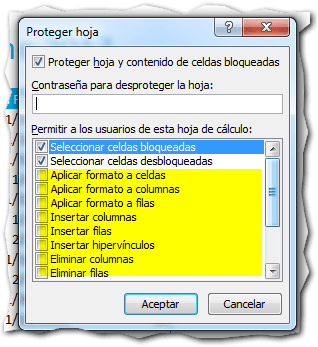 Proteger hoja
Proteger hoja y contenido de celdas bloqueadas
Contraseña para desproteger la hoja:
Permitir a los usuarios de esta hoja de cálculo:
Seleccionar celdas bloqueadas
Seleccionar celdas desbloqueadas
Aplicar formato a celdas
Aplicar formato a columnas
Aplicar formato a filas
Insertar columnas
Insertar filas
Insertar hipervínculos
Eliminar columnas
Eliminar filas
Aceptar
Cancelar